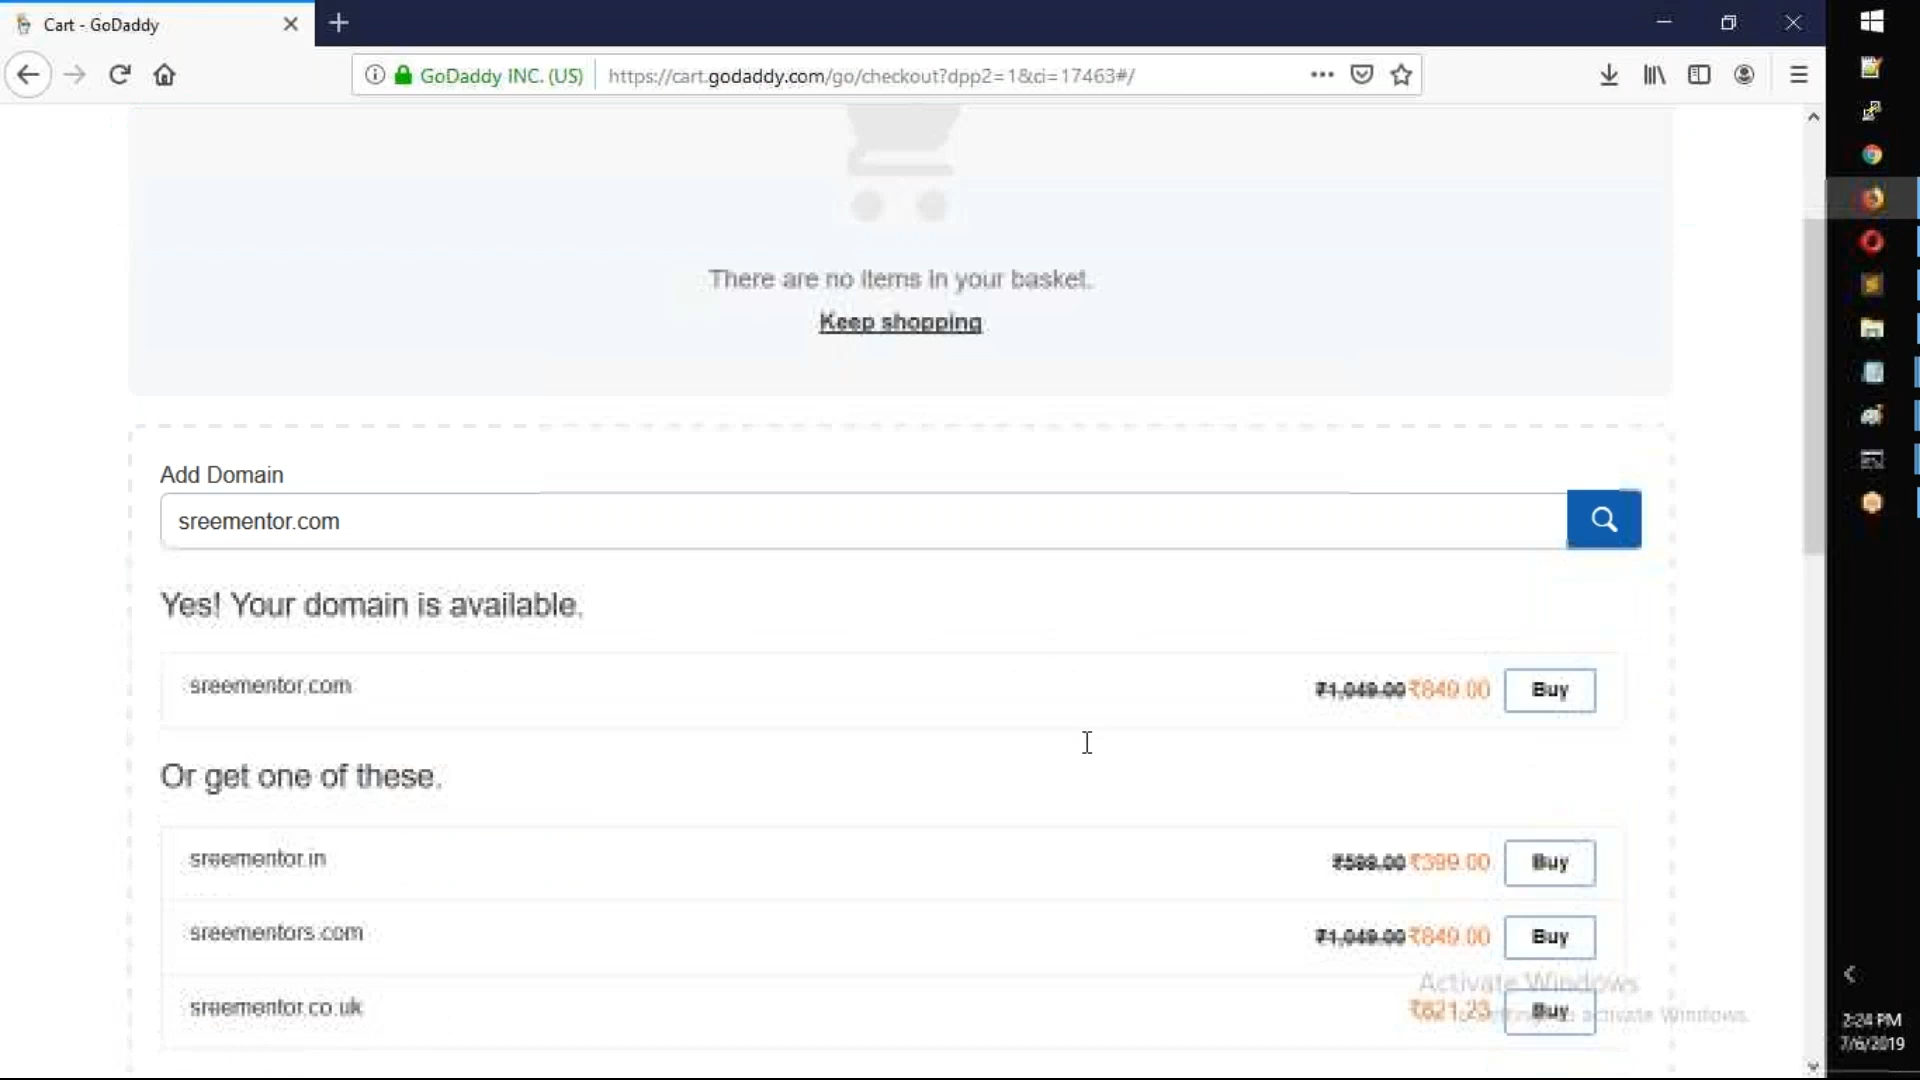 Cart - GoDaddy
GoDaddy INC. (US)
https://cart.godaddy.com/go/checkout?dpp2=1&ci=17463#/
There are no items in your basket.
Keep shopping
Add Domain
sreementor.com
Yes! Your domain is available.
sreementor.com
₹1,049.00 ₹849.00
Buy
Or get one of these.
sreementor.in
₹599.00 ₹399.00
Buy
sreementors.com
₹1,049.00 ₹849.00
Buy
Activate Windows
sreementor.co.uk
₹821.23
Buy
activate Windows.
2:24 PM
7/6/2019